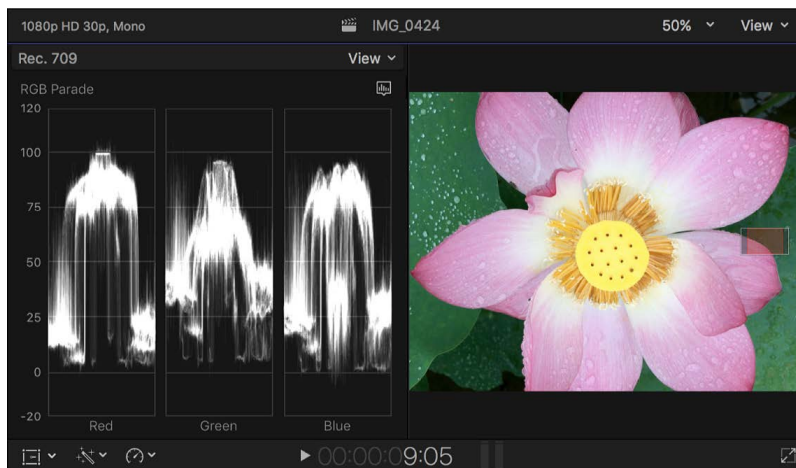 1080p HD 30p, Mono
IMG_0424
50%
View
Rec. 709
View
RGB Parade
120
100
75
50
25
0
-20
Red
Green
Blue
00:00:09:05